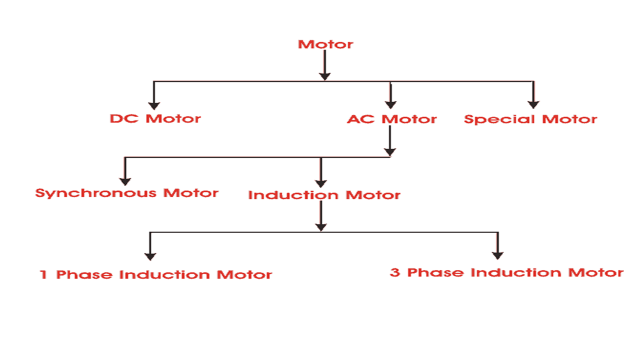 Motor
DC Motor
AC Motor
Special Motor
Synchronous Motor
Induction Motor
1 Phase Induction Motor
3 Phase Induction Motor